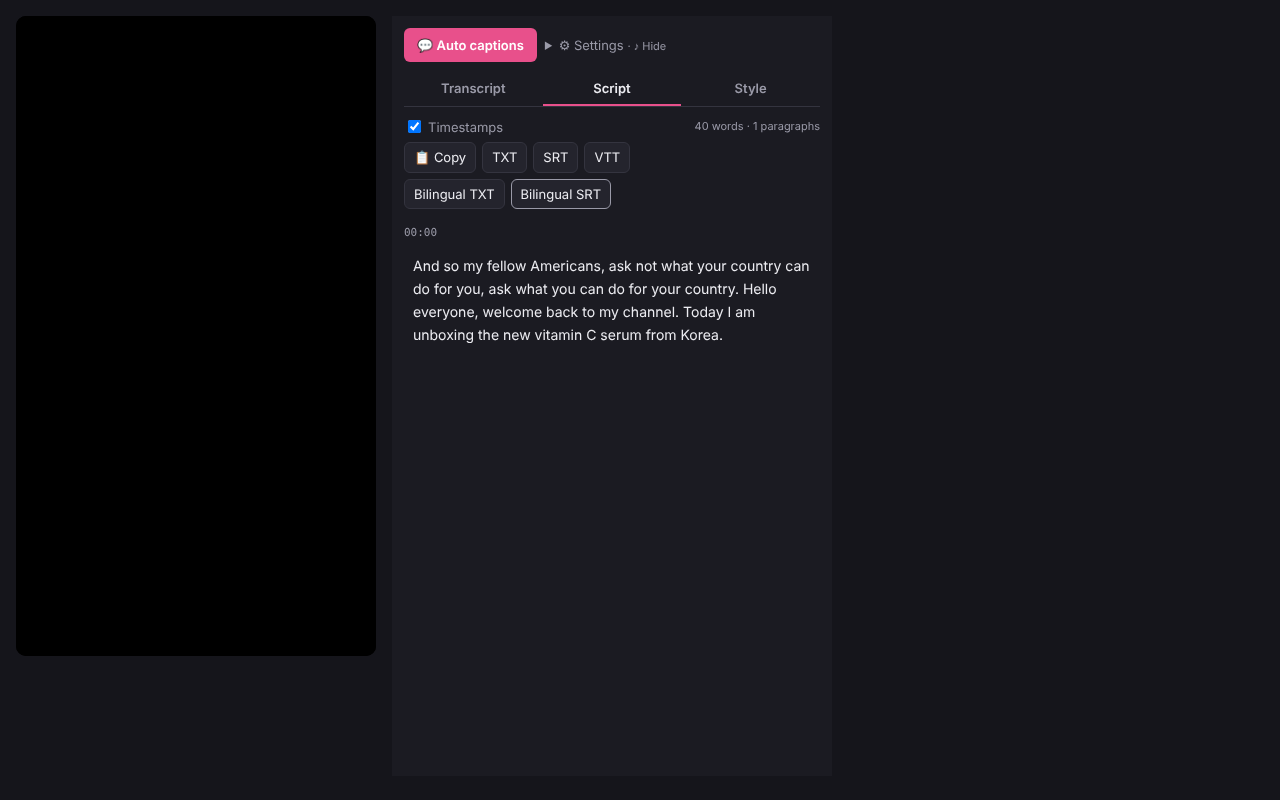 💬 Auto captions ▶ ⚙ Settings · ♪ Hide
Transcript Script Style
Timestamps 40 words · 1 paragraphs
📋 Copy TXT SRT VTT
Bilingual TXT Bilingual SRT
00:00
And so my fellow Americans, ask not what your country can
do for you, ask what you can do for your country. Hello
everyone, welcome back to my channel. Today I am
unboxing the new vitamin C serum from Korea.